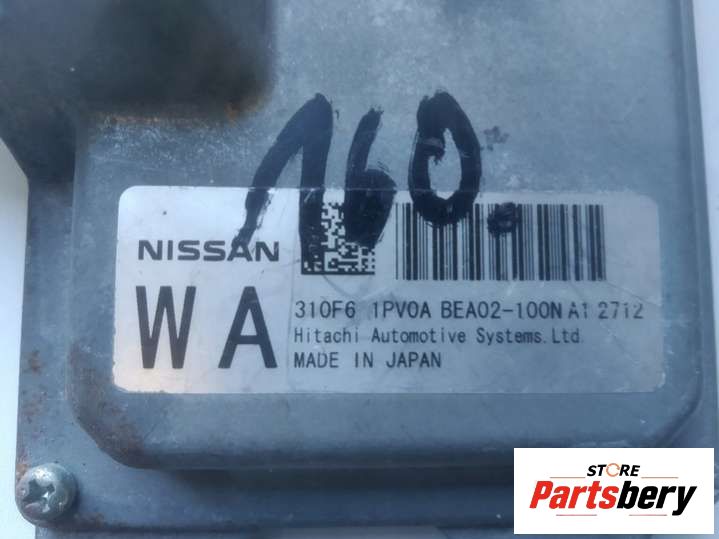 160.
NISSAN
WA
310F6 1PV0A BEA02-100N A1 2712
Hitachi Automotive Systems.Ltd
MADE IN JAPAN
STORE
Partsbery